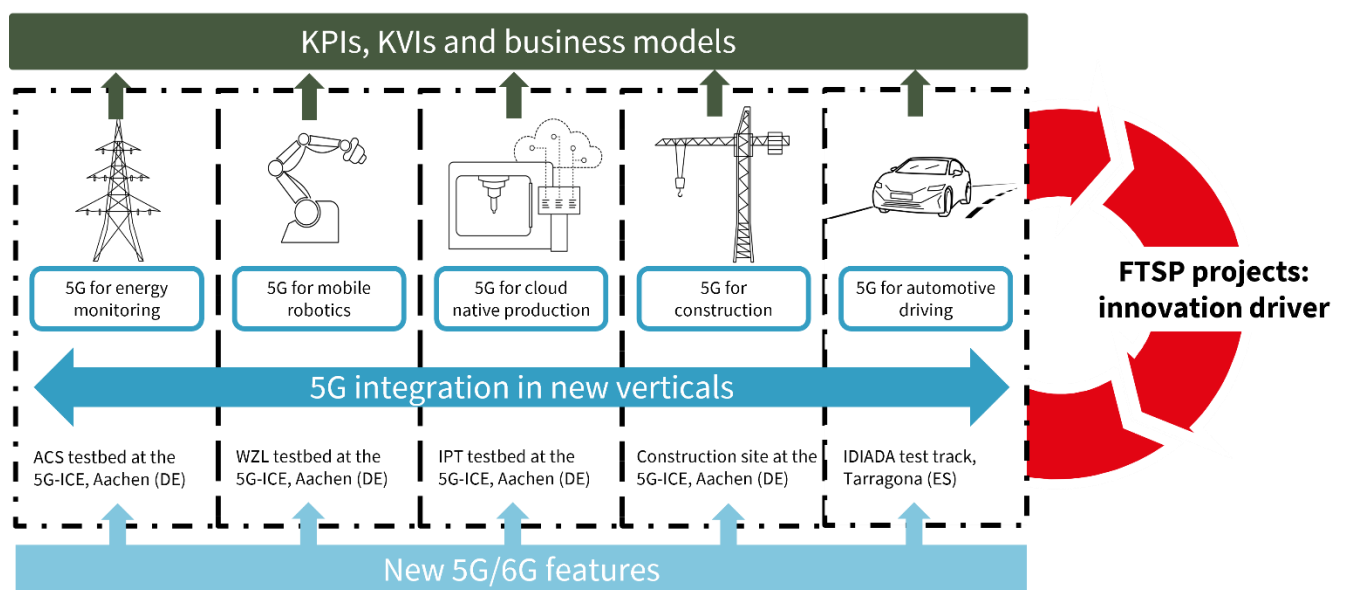 KPIs, KVIs and business models
5G for energy
monitoring
5G for mobile
robotics
5G for cloud
native production
5G for
construction
5G for automotive
driving
FTSP projects:
innovation driver
5G integration in new verticals
ACS testbed at the
5G-ICE, Aachen (DE)
WZL testbed at the
5G-ICE, Aachen (DE)
IPT testbed at the
5G-ICE, Aachen (DE)
Construction site at the
5G-ICE, Aachen (DE)
IDIADA test track,
Tarragona (ES)
New 5G/6G features